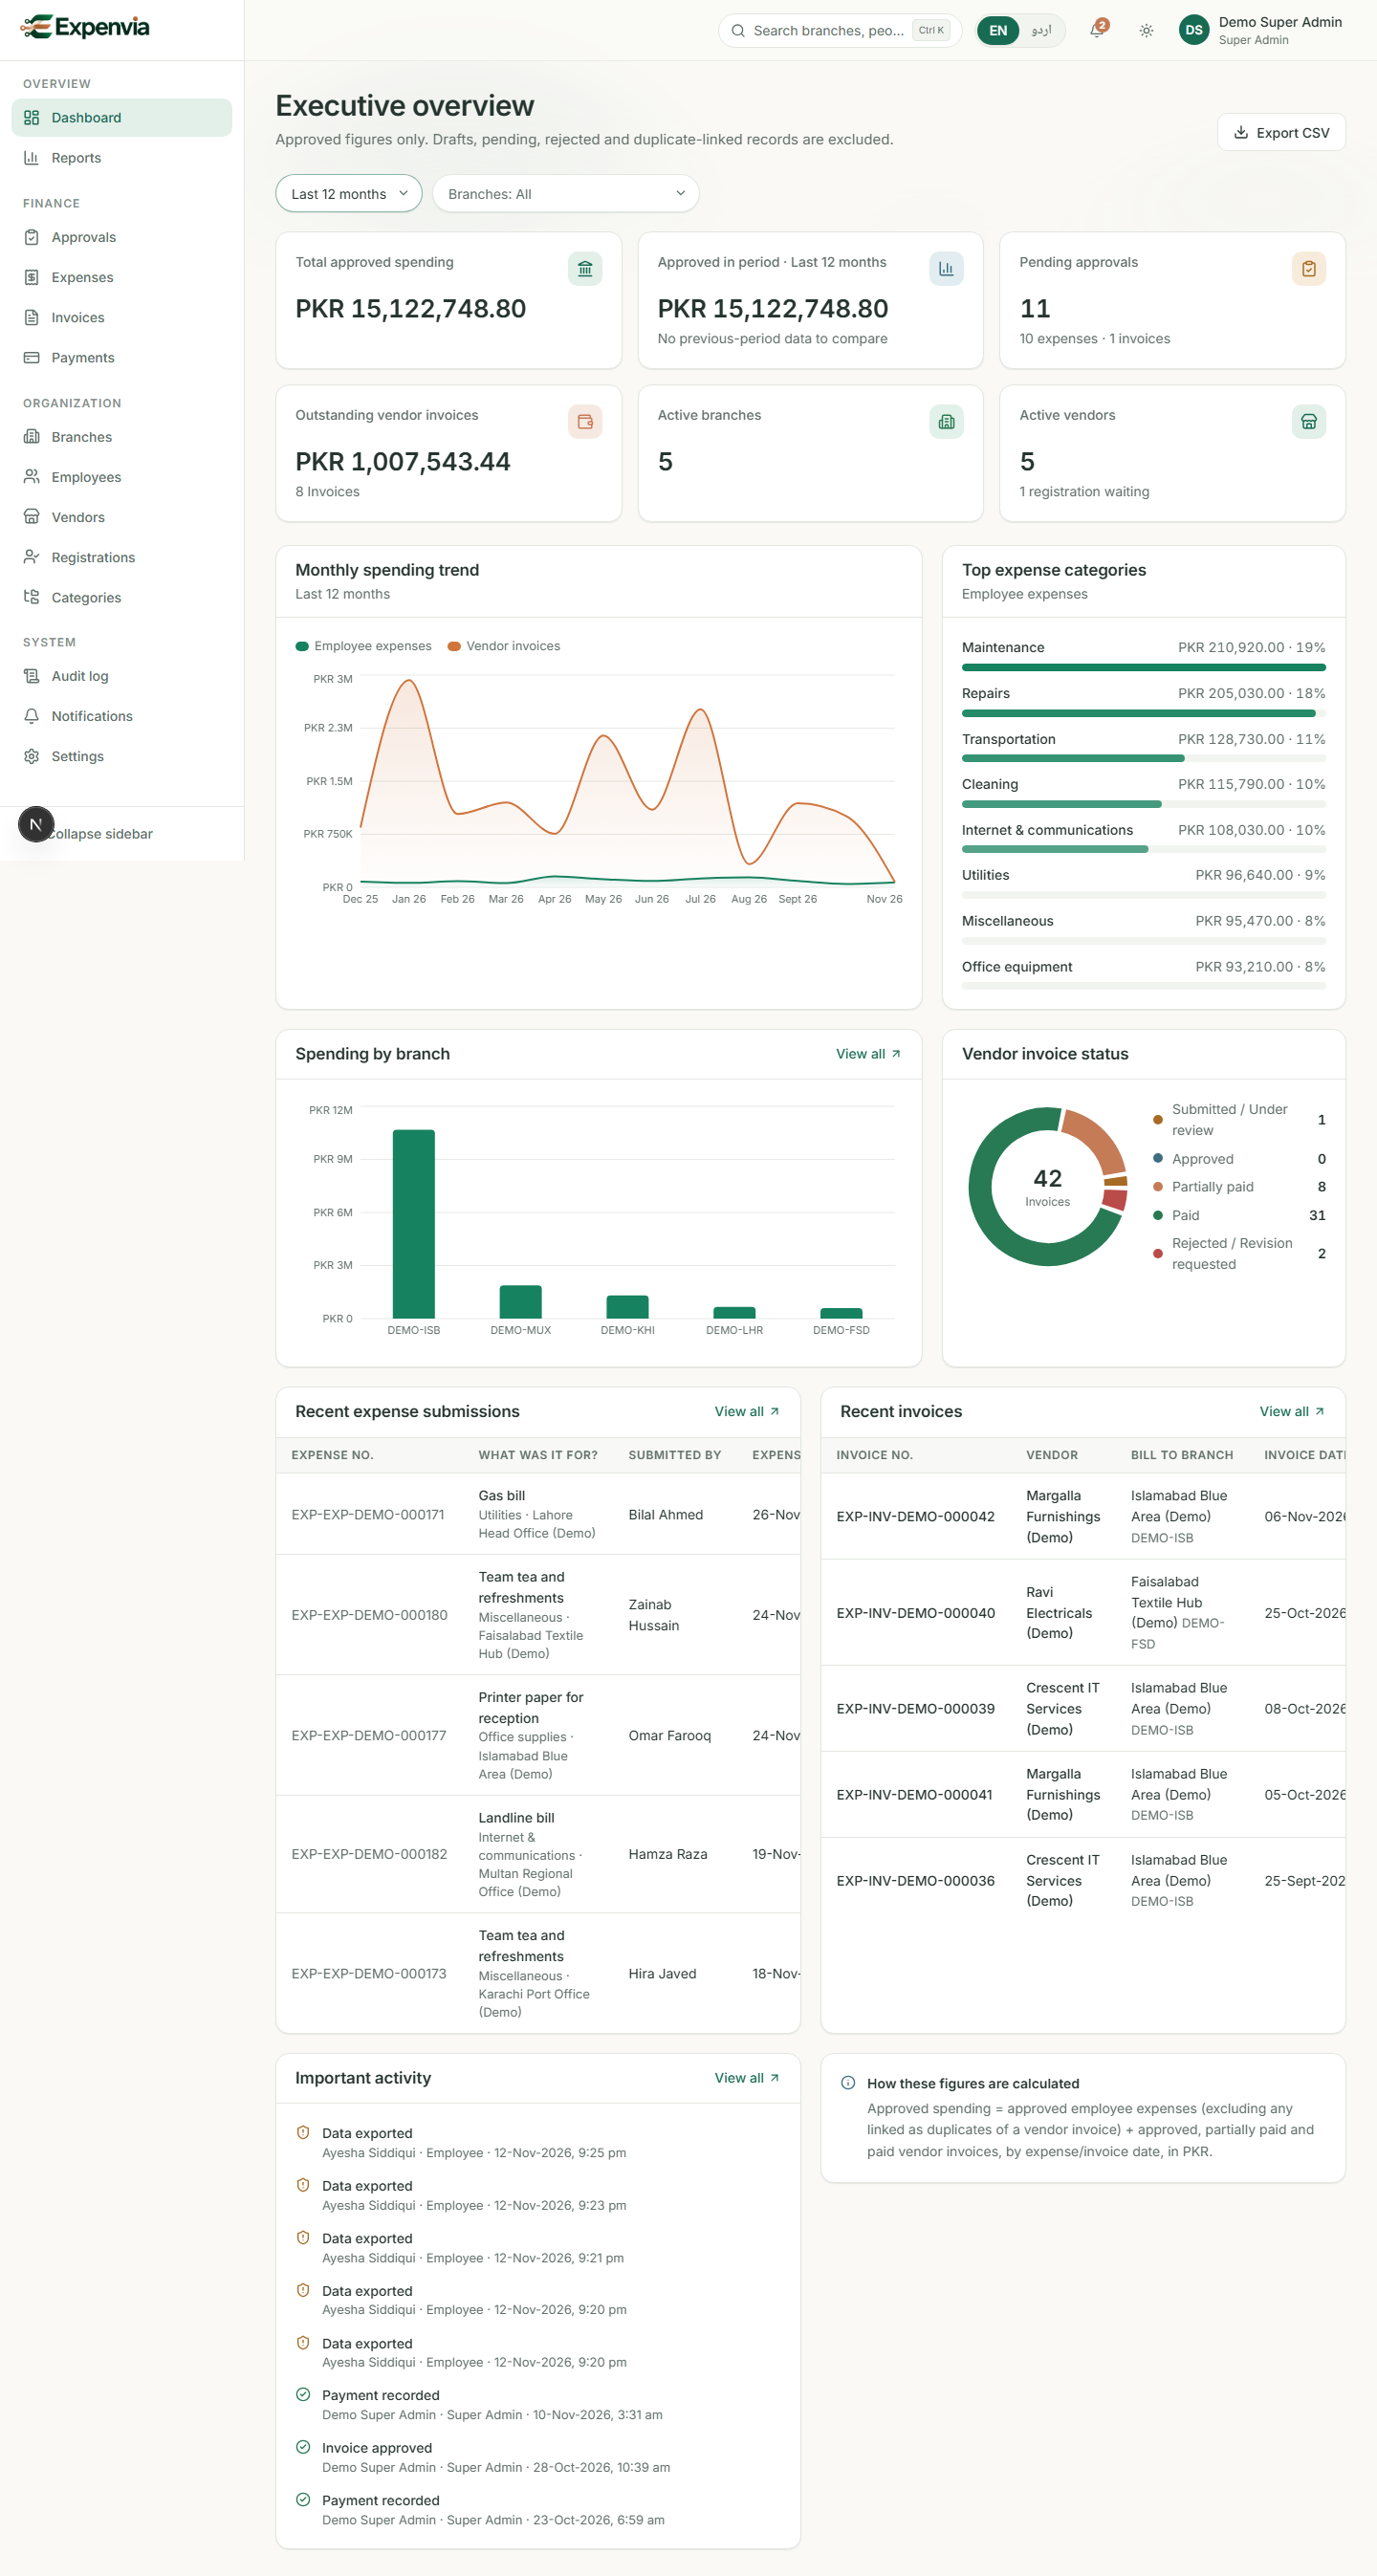 Expenvia
Search branches, peo... Ctrl K
EN اردو
2
DS
Demo Super Admin
Super Admin
OVERVIEW
Dashboard
Reports
FINANCE
Approvals
Expenses
Invoices
Payments
ORGANIZATION
Branches
Employees
Vendors
Registrations
Categories
SYSTEM
Audit log
Notifications
Settings
N
ollapse sidebar
Executive overview
Approved figures only. Drafts, pending, rejected and duplicate-linked records are excluded.
Export CSV
Last 12 months
Branches: All
Total approved spending
PKR 15,122,748.80
Approved in period · Last 12 months
PKR 15,122,748.80
No previous-period data to compare
Pending approvals
11
10 expenses · 1 invoices
Outstanding vendor invoices
PKR 1,007,543.44
8 Invoices
Active branches
5
Active vendors
5
1 registration waiting
Monthly spending trend
Last 12 months
Employee expenses Vendor invoices
PKR 3M
PKR 2.3M
PKR 1.5M
PKR 750K
PKR 0
Dec 25 Jan 26 Feb 26 Mar 26 Apr 26 May 26 Jun 26 Jul 26 Aug 26 Sept 26 Nov 26
Top expense categories
Employee expenses
Maintenance PKR 210,920.00 · 19%
Repairs PKR 205,030.00 · 18%
Transportation PKR 128,730.00 · 11%
Cleaning PKR 115,790.00 · 10%
Internet & communications PKR 108,030.00 · 10%
Utilities PKR 96,640.00 · 9%
Miscellaneous PKR 95,470.00 · 8%
Office equipment PKR 93,210.00 · 8%
Spending by branch View all
PKR 12M
PKR 9M
PKR 6M
PKR 3M
PKR 0
DEMO-ISB DEMO-MUX DEMO-KHI DEMO-LHR DEMO-FSD
Vendor invoice status
42
Invoices
Submitted / Under
review 1
Approved 0
Partially paid 8
Paid 31
Rejected / Revision
requested 2
Recent expense submissions View all
EXPENSE NO. WHAT WAS IT FOR? SUBMITTED BY EXPENS
EXP-EXP-DEMO-000171
Gas bill
Utilities · Lahore
Head Office (Demo)
Bilal Ahmed
26-Nov
EXP-EXP-DEMO-000180
Team tea and
refreshments
Miscellaneous ·
Faisalabad Textile
Hub (Demo)
Zainab
Hussain
24-Nov
EXP-EXP-DEMO-000177
Printer paper for
reception
Office supplies ·
Islamabad Blue
Area (Demo)
Omar Farooq
24-Nov
EXP-EXP-DEMO-000182
Landline bill
Internet &
communications ·
Multan Regional
Office (Demo)
Hamza Raza
19-Nov-
EXP-EXP-DEMO-000173
Team tea and
refreshments
Miscellaneous ·
Karachi Port Office
(Demo)
Hira Javed
18-Nov-
Recent invoices View all
INVOICE NO. VENDOR BILL TO BRANCH INVOICE DATE
EXP-INV-DEMO-000042
Margalla
Furnishings
(Demo)
Islamabad Blue
Area (Demo)
DEMO-ISB
06-Nov-2026
EXP-INV-DEMO-000040
Ravi
Electricals
(Demo)
Faisalabad
Textile Hub
(Demo) DEMO-
FSD
25-Oct-2026
EXP-INV-DEMO-000039
Crescent IT
Services
(Demo)
Islamabad Blue
Area (Demo)
DEMO-ISB
08-Oct-2026
EXP-INV-DEMO-000041
Margalla
Furnishings
(Demo)
Islamabad Blue
Area (Demo)
DEMO-ISB
05-Oct-2026
EXP-INV-DEMO-000036
Crescent IT
Services
(Demo)
Islamabad Blue
Area (Demo)
DEMO-ISB
25-Sept-202
Important activity View all
Data exported
Ayesha Siddiqui · Employee · 12-Nov-2026, 9:25 pm
Data exported
Ayesha Siddiqui · Employee · 12-Nov-2026, 9:23 pm
Data exported
Ayesha Siddiqui · Employee · 12-Nov-2026, 9:21 pm
Data exported
Ayesha Siddiqui · Employee · 12-Nov-2026, 9:20 pm
Data exported
Ayesha Siddiqui · Employee · 12-Nov-2026, 9:20 pm
Payment recorded
Demo Super Admin · Super Admin · 10-Nov-2026, 3:31 am
Invoice approved
Demo Super Admin · Super Admin · 28-Oct-2026, 10:39 am
Payment recorded
Demo Super Admin · Super Admin · 23-Oct-2026, 6:59 am
How these figures are calculated
Approved spending = approved employee expenses (excluding any
linked as duplicates of a vendor invoice) + approved, partially paid and
paid vendor invoices, by expense/invoice date, in PKR.